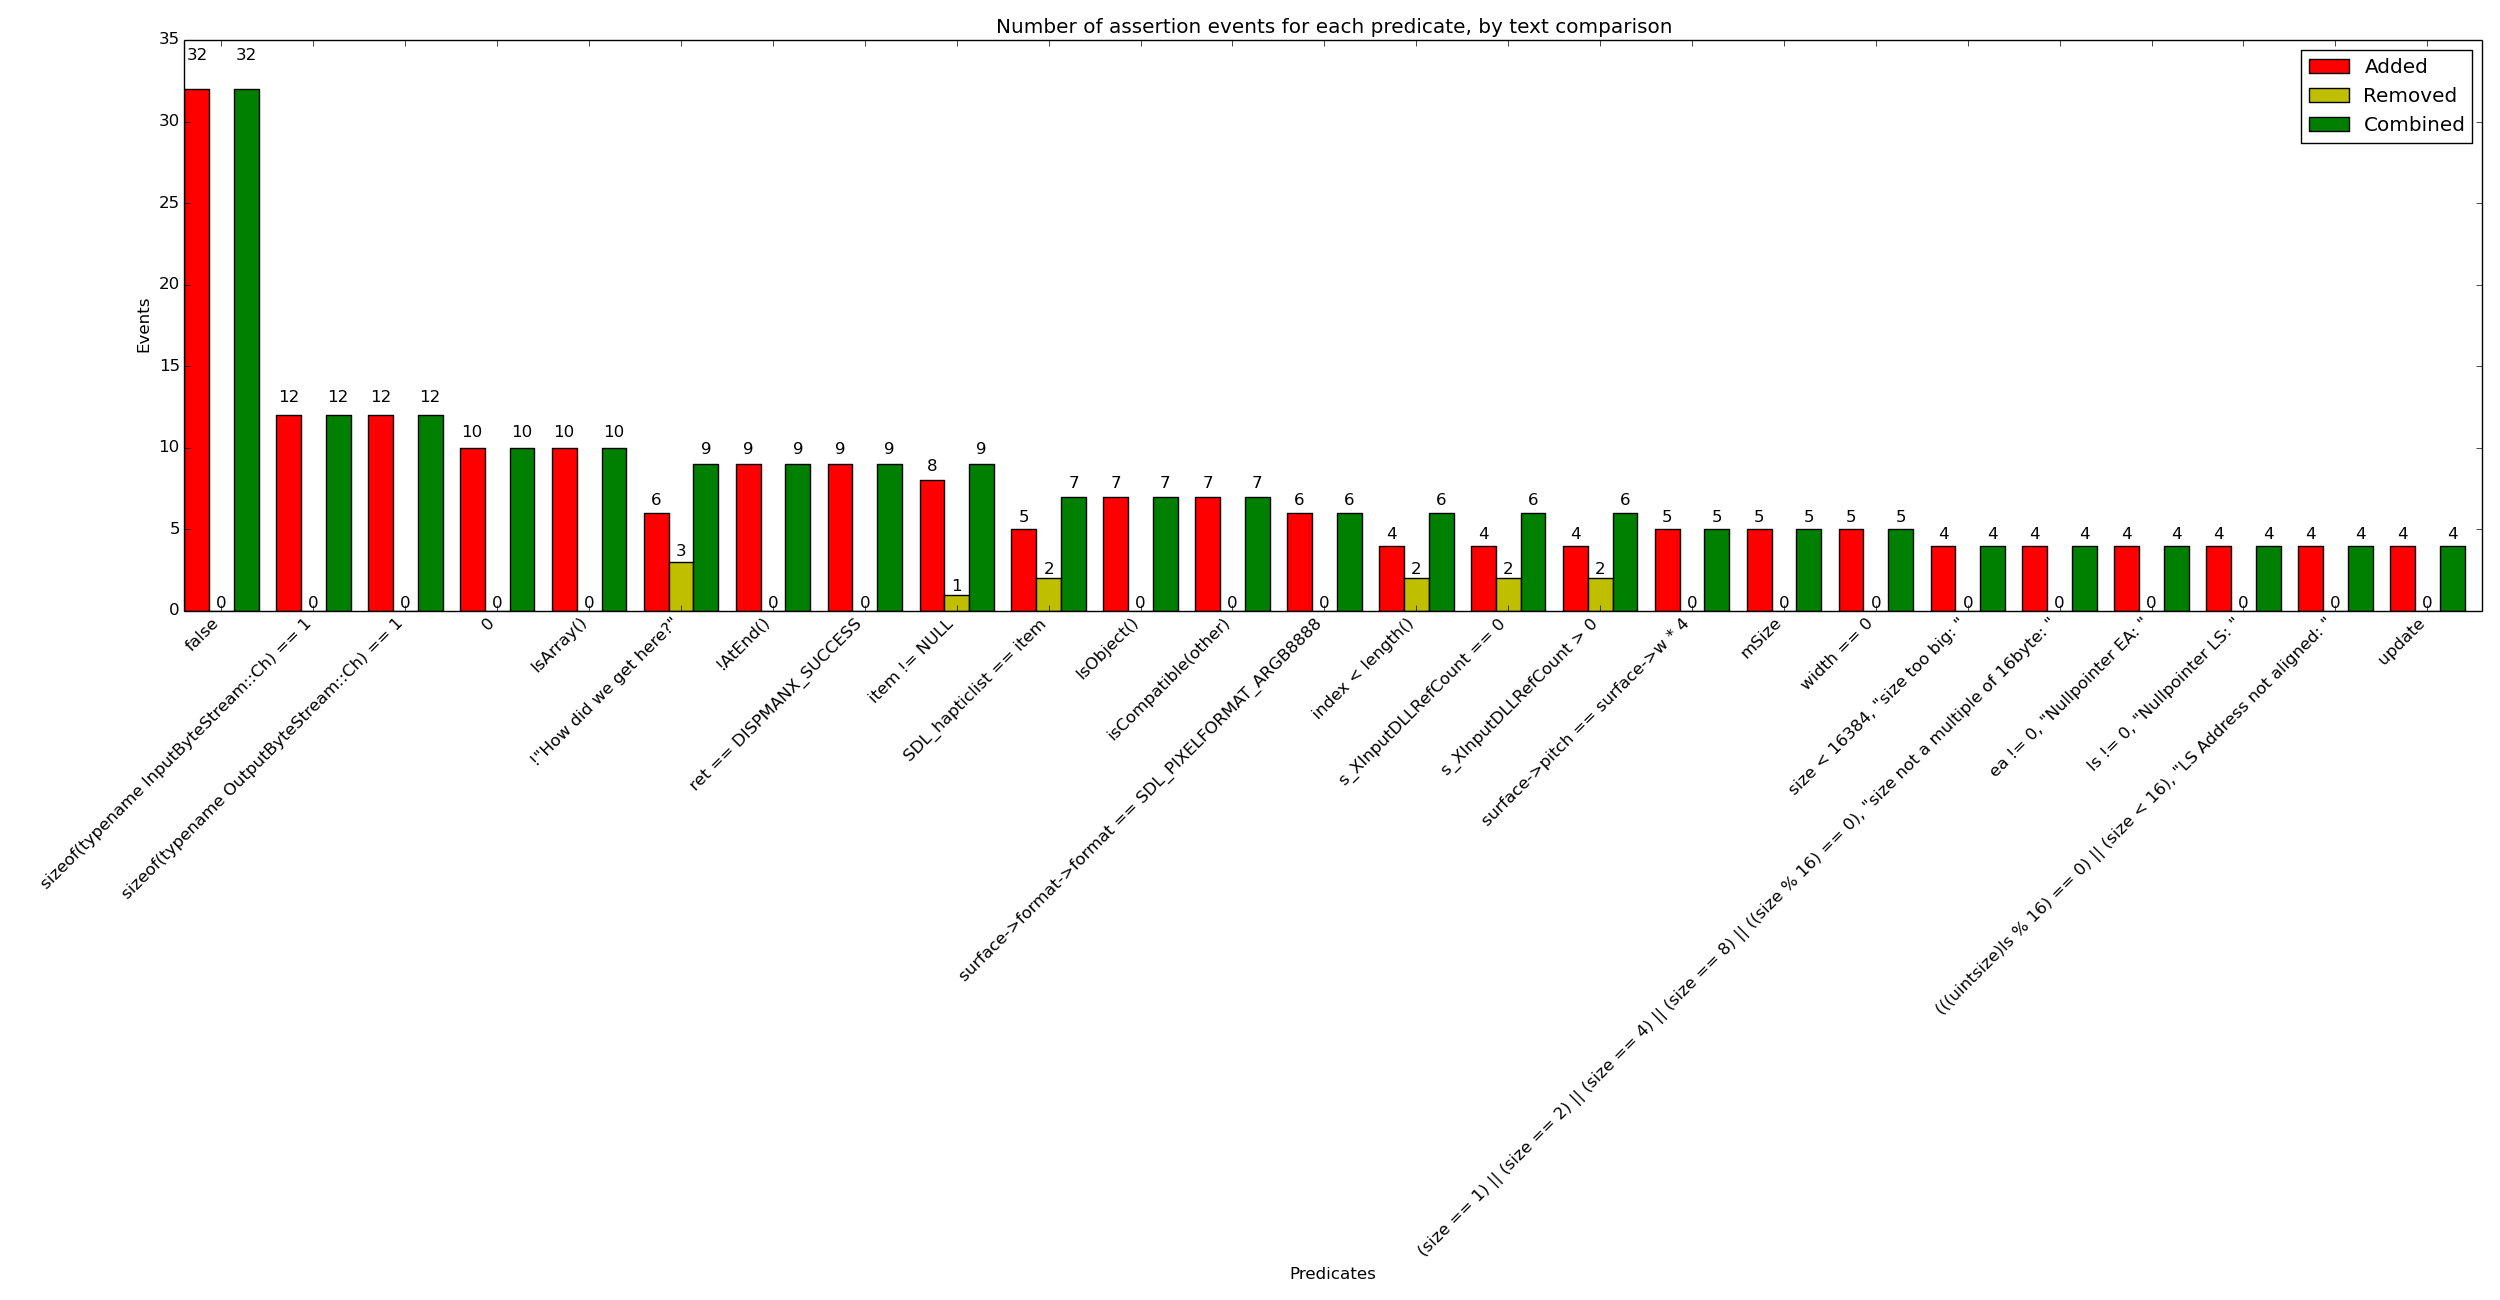 Number of assertion events for each predicate, by text comparison
Added
Removed
Combined
Events
35
30
25
20
15
10
5
0
32 0 32
12 0 12
12 0 12
10 0 10
10 0 10
6 3 9
9 0 9
9 0 9
8 1 9
5 2 7
7 0 7
7 0 7
6 0 6
4 2 6
4 2 6
4 2 6
5 0 5
5 0 5
5 0 5
4 0 4
4 0 4
4 0 4
4 0 4
4 0 4
4 0 4
false
sizeof(typename InputByteStream::Ch) == 1
sizeof(typename OutputByteStream::Ch) == 1
0
IsArray()
!"How did we get here?"
!AtEnd()
ret == DISPMANX_SUCCESS
item != NULL
SDL_hapticlist == item
IsObject()
isCompatible(other)
surface->format->format == SDL_PIXELFORMAT_ARGB8888
index < length()
s_XInputDLLRefCount == 0
s_XInputDLLRefCount > 0
surface->pitch == surface->w * 4
mSize
width == 0
size < 16384, "size too big: "
(size == 1) || (size == 2) || (size == 4) || (size == 8) || ((size % 16) == 0), "size not a multiple of 16byte: "
ea != 0, "Nullpointer EA: "
ls != 0, "Nullpointer LS: "
(((uintsize)ls % 16) == 0) || (size < 16), "LS Address not aligned: "
update
Predicates